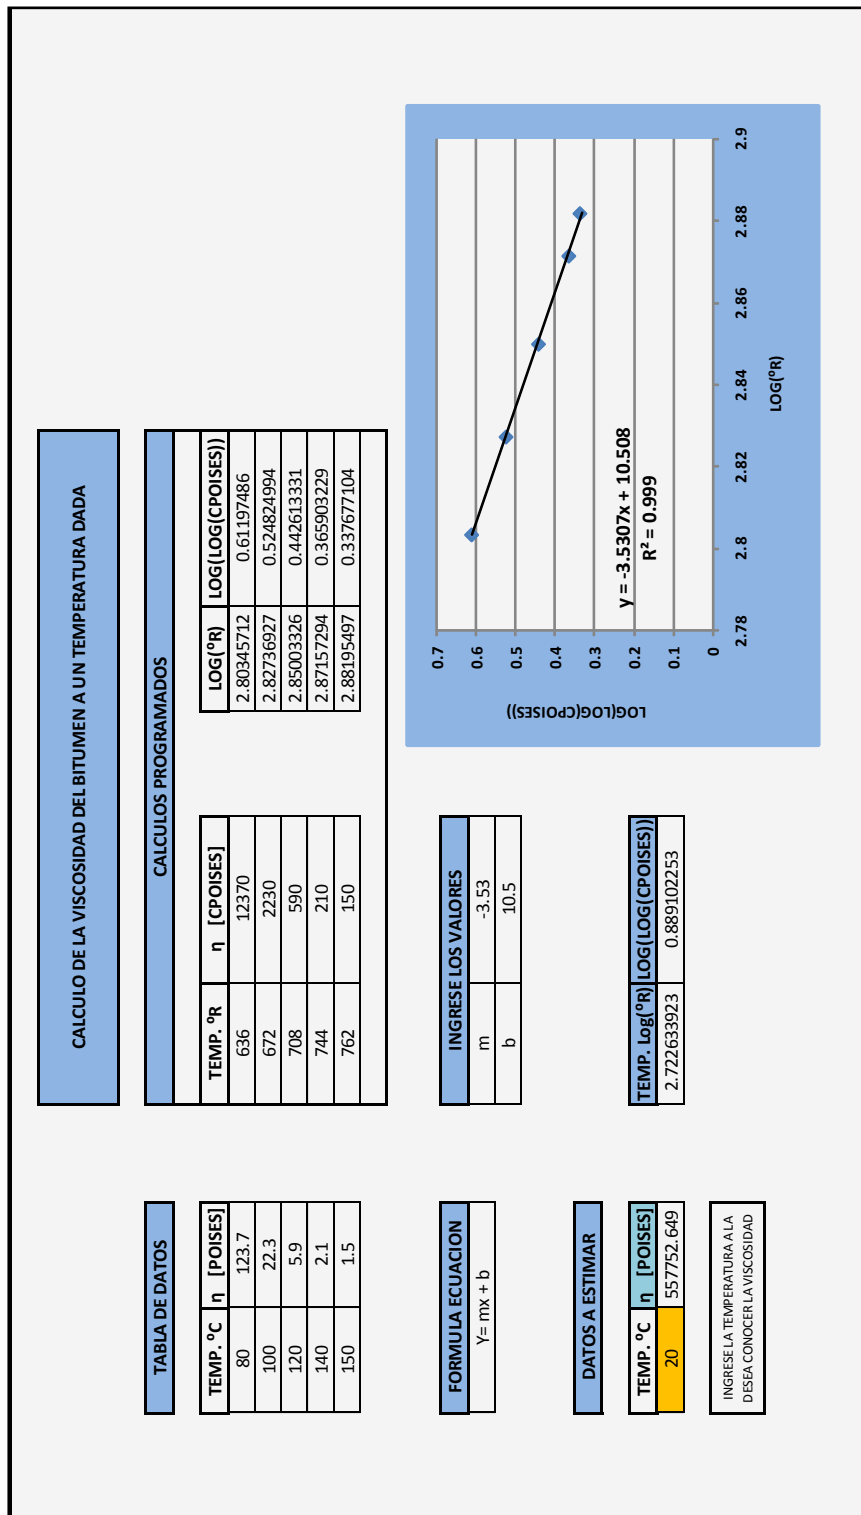 CALCULO DE LA VISCOSIDAD DEL BITUMEN A UN TEMPERATURA DADA
TABLA DE DATOS
TEMP. ºC η [POISES]
80 123.7
100 22.3
120 5.9
140 2.1
150 1.5
CALCULOS PROGRAMADOS
TEMP. ºR η [CPOISES] LOG(ºR) LOG(LOG(CPOISES))
636 12370 2.80345712 0.61197486
672 2230 2.82736927 0.524824994
708 590 2.85003326 0.442613331
744 210 2.87157294 0.365903229
762 150 2.88195497 0.337677104
FORMULA ECUACION
Y= mx + b
INGRESE LOS VALORES
m -3.53
b 10.5
DATOS A ESTIMAR
TEMP. ºC η [POISES]
20 557752.649
TEMP. Log(ºR) LOG(LOG(CPOISES))
2.722633923 0.889102253
INGRESE LA TEMPERATURA A LA
DESEA CONOCER LA VISCOSIDAD
LOG(LOG(CPOISES))
0.7
0.6
0.5
0.4
0.3
0.2
0.1
0
y = -3.5307x + 10.508
R² = 0.999
2.78 2.8 2.82 2.84 2.86 2.88 2.9
LOG(ºR)